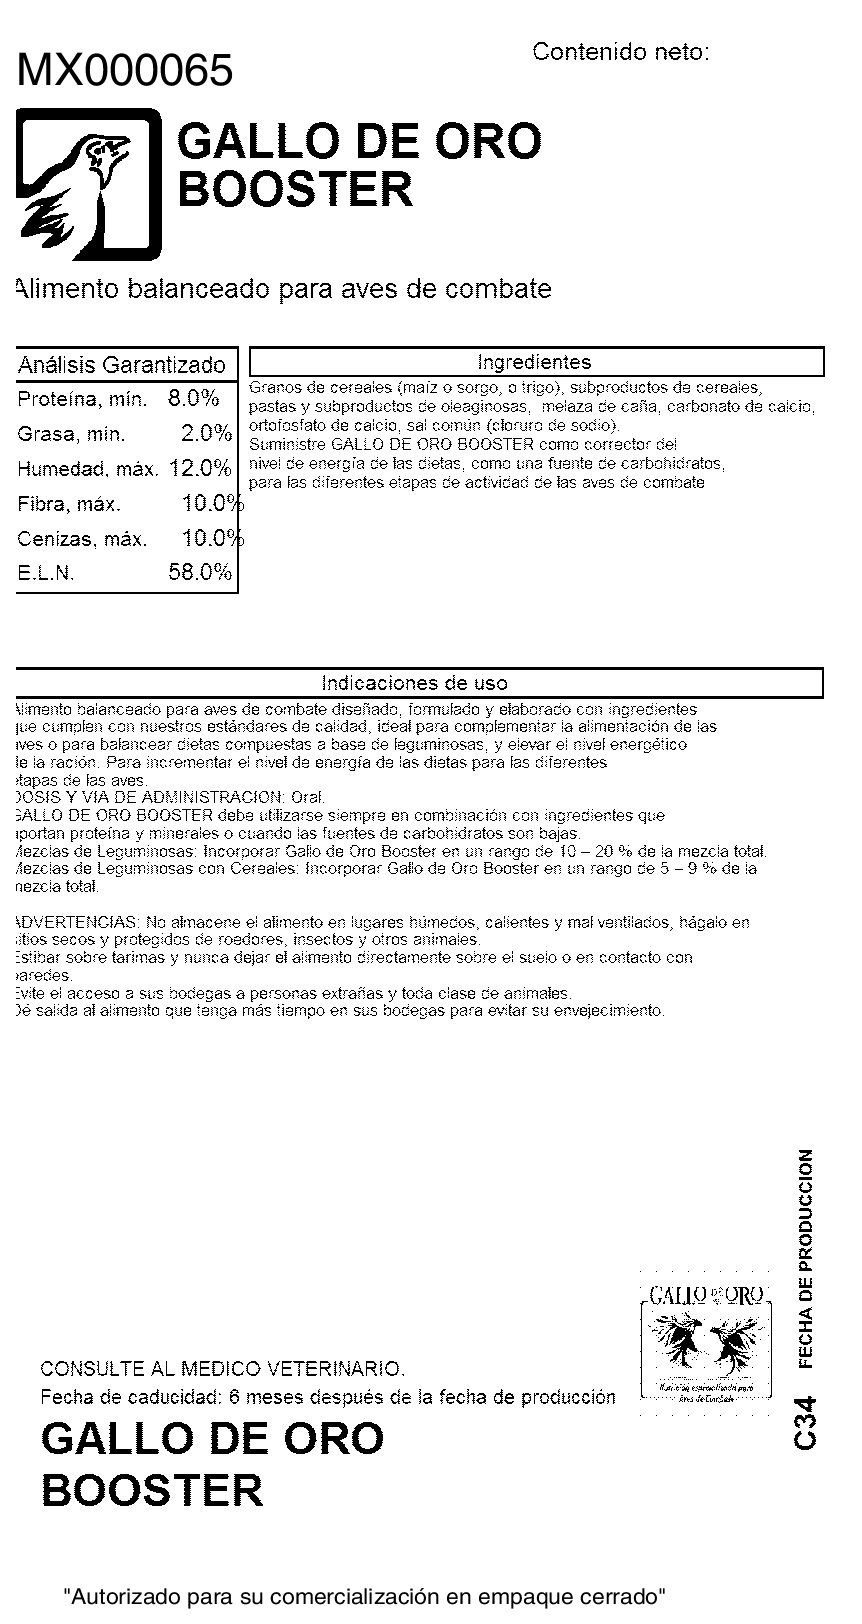 Contenido neto:
MX000065
GALLO DE ORO
BOOSTER
Alimento balanceado para aves de combate
Análisis Garantizado
Proteína, mín. 8.0%
Grasa, mín. 2.0%
Humedad, máx. 12.0%
Fibra, máx. 10.0%
Cenizas, máx. 10.0%
E.L.N. 58.0%
Ingredientes
Granos de cereales (maíz o sorgo, o trigo), subproductos de cereales,
pastas y subproductos de oleaginosas, melaza de caña, carbonato de calcio,
ortofosfato de calcio, sal común (cloruro de sodio).
Suministre GALLO DE ORO BOOSTER como corrector del
nivel de energía de las dietas, como una fuente de carbohidratos,
para las diferentes etapas de actividad de las aves de combate
Indicaciones de uso
Alimento balanceado para aves de combate diseñado, formulado y elaborado con ingredientes
que cumplen con nuestros estándares de calidad, ideal para complementar la alimentación de las
aves o para balancear dietas compuestas a base de leguminosas, y elevar el nivel energético
de la ración. Para incrementar el nivel de energía de las dietas para las diferentes
etapas de las aves.
DOSIS Y VIA DE ADMINISTRACION: Oral.
GALLO DE ORO BOOSTER debe utilizarse siempre en combinación con ingredientes que
aportan proteína y minerales o cuando las fuentes de carbohidratos son bajas.
Mezclas de Leguminosas: Incorporar Gallo de Oro Booster en un rango de 10 – 20 % de la mezcla total.
Mezclas de Leguminosas con Cereales: Incorporar Gallo de Oro Booster en un rango de 5 – 9 % de la
mezcla total.
ADVERTENCIAS: No almacene el alimento en lugares húmedos, calientes y mal ventilados, hágalo en
sitios secos y protegidos de roedores, insectos y otros animales.
Estibar sobre tarimas y nunca dejar el alimento directamente sobre el suelo o en contacto con
paredes.
Evite el acceso a sus bodegas a personas extrañas y toda clase de animales.
Dé salida al alimento que tenga más tiempo en sus bodegas para evitar su envejecimiento.
FECHA DE PRODUCCION
C34
GALLO DE ORO
Nutrición especializada para
Aves de Combate
CONSULTE AL MEDICO VETERINARIO.
Fecha de caducidad: 6 meses después de la fecha de producción
GALLO DE ORO
BOOSTER
"Autorizado para su comercialización en empaque cerrado"